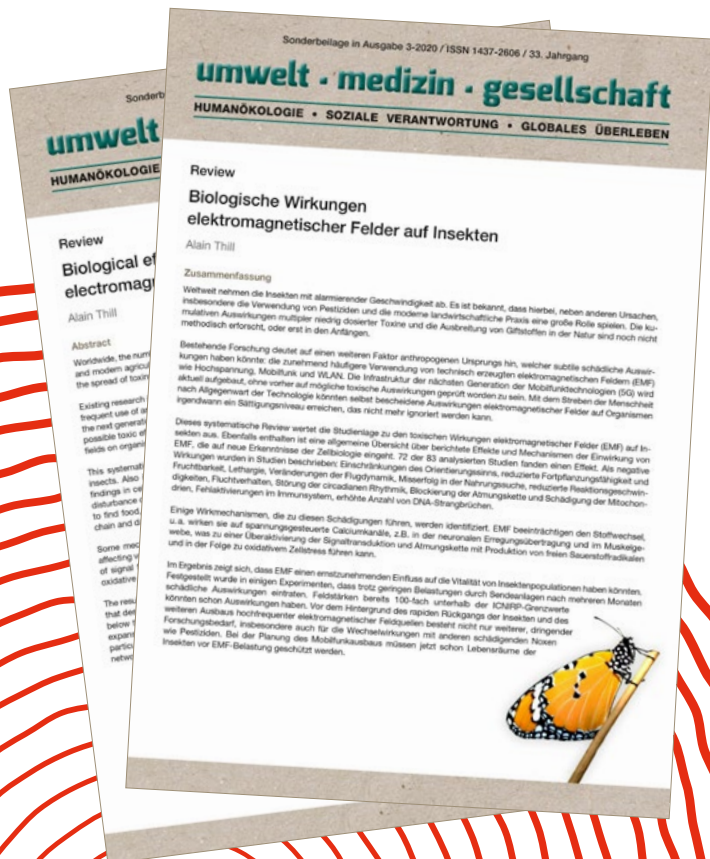 Sonderbeilage in Ausgabe 3-2020 / ISSN 1437-2606 / 33. Jahrgang
umwelt · medizin · gesellschaft
HUMANÖKOLOGIE • SOZIALE VERANTWORTUNG • GLOBALES ÜBERLEBEN
Review
Biologische Wirkungen
elektromagnetischer Felder auf Insekten
Alain Thill
Zusammenfassung
Weltweit nehmen die Insekten mit alarmierender Geschwindigkeit ab. Es ist bekannt, dass hierbei, neben anderen Ursachen,
insbesondere die Verwendung von Pestiziden und die moderne landwirtschaftliche Praxis eine große Rolle spielen. Die ku-
mulativen Auswirkungen multipler niedrig dosierter Toxine und die Ausbreitung von Giftstoffen in der Natur sind noch nicht
methodisch erforscht, oder erst in den Anfängen.
Bestehende Forschung deutet auf einen weiteren Faktor anthropogenen Ursprungs hin, welcher subtile schädliche Auswir-
kungen haben könnte: die zunehmend häufigere Verwendung von technisch erzeugten elektromagnetischen Feldern (EMF)
wie Hochspannung, Mobilfunk und WLAN. Die Infrastruktur der nächsten Generation der Mobilfunktechnologien (5G) wird
aktuell aufgebaut, ohne vorher auf mögliche toxische Auswirkungen geprüft worden zu sein. Mit dem Streben der Menschheit
nach Allgegenwart der Technologie könnten selbst bescheidene Auswirkungen elektromagnetischer Felder auf Organismen
irgendwann ein Sättigungsniveau erreichen, das nicht mehr ignoriert werden kann.
Dieses systematische Review wertet die Studienlage zu den toxischen Wirkungen elektromagnetischer Felder (EMF) auf In-
sekten aus. Ebenfalls enthalten ist eine allgemeine Übersicht über berichtete Effekte und Mechanismen der Einwirkung von
EMF, die auf neue Erkenntnisse der Zellbiologie eingeht. 72 der 83 analysierten Studien fanden einen Effekt. Als negative
Wirkungen wurden in Studien beschrieben: Einschränkungen des Orientierungssinns, reduzierte Fortpflanzungsfähigkeit und
Fruchtbarkeit, Lethargie, Veränderungen der Flugdynamik, Misserfolg in der Nahrungssuche, reduzierte Reaktionsgeschwin-
digkeiten, Fluchtverhalten, Störung der circadianen Rhythmik, Blockierung der Atmungskette und Schädigung der Mitochon-
drien, Fehlaktivierungen im Immunsystem, erhöhte Anzahl von DNA-Strangbrüchen.
Einige Wirkmechanismen, die zu diesen Schädigungen führen, werden identifiziert. EMF beeinträchtigen den Stoffwechsel,
u.a. wirken sie auf spannungsgesteuerte Calciumkanäle, z.B. in der neuronalen Erregungsübertragung und im Muskelge-
webe, was zu einer Überaktivierung der Signaltransduktion und Atmungskette mit Produktion von freien Sauerstoffradikalen
und in der Folge zu oxidativem Zellstress führen kann.
Im Ergebnis zeigt sich, dass EMF einen ernstzunehmenden Einfluss auf die Vitalität von Insektenpopulationen haben könnten.
Festgestellt wurde in einigen Experimenten, dass trotz geringen Belastungen durch Sendeanlagen nach mehreren Monaten
schädliche Auswirkungen eintraten. Feldstärken bereits 100-fach unterhalb der ICNIRP-Grenzwerte
könnten schon Auswirkungen haben. Vor dem Hintergrund des rapiden Rückgangs der Insekten und des
weiteren Ausbaus hochfrequenter elektromagnetischer Feldquellen besteht nicht nur weiterer, dringender
Forschungsbedarf, insbesondere auch für die Wechselwirkungen mit anderen schädigenden Noxen
wie Pestiziden. Bei der Planung des Mobilfunkausbaus müssen jetzt schon Lebensräume der
Insekten vor EMF-Belastung geschützt werden.
Sonderb
umwelt
HUMANÖKOLOGIE
Review
Biological ef
electromag
Alain Thill
Abstract
Worldwide, the num
and modern agricul
the spread of toxin
Existing research
frequent use of a
the next generat
possible toxic ef
fields on organi
This systemat
insects. Also
findings in ce
disturbance
to find food,
chain and d
Some mec
affecting v
of signal
oxidative
The resu
that de
below
expan
partic
netw